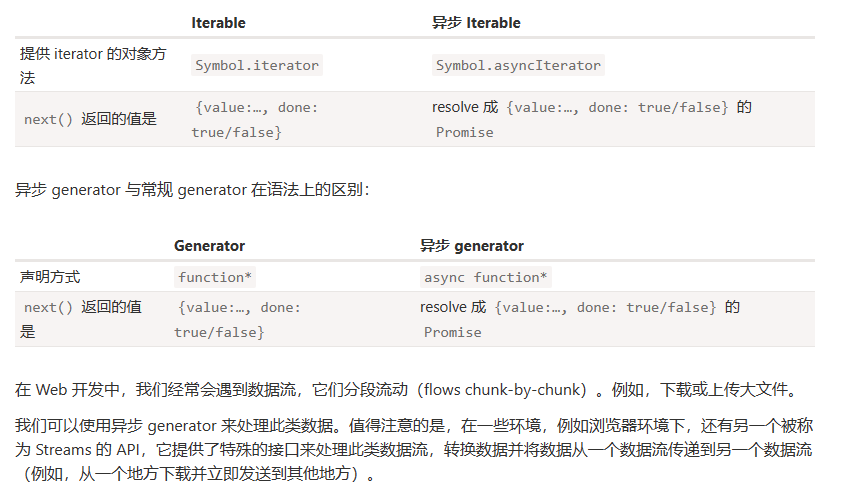 Iterable 异步 Iterable
提供 iterator 的对象方 Symbol.iterator Symbol.asyncIterator
法
next() 返回的值是 {value:…, done: resolve 成 {value:…, done: true/false} 的
true/false} Promise
异步 generator 与常规 generator 在语法上的区别：
Generator 异步 generator
声明方式 function* async function*
next() 返回的值 {value:…, done: resolve 成 {value:…, done: true/false} 的
是 true/false} Promise
在 Web 开发中，我们经常会遇到数据流，它们分段流动（flows chunk-by-chunk）。例如，下载或上传大文件。
我们可以使用异步 generator 来处理此类数据。值得注意的是，在一些环境，例如浏览器环境下，还有另一个被称
为 Streams 的 API，它提供了特殊的接口来处理此类数据流，转换数据并将数据从一个数据流传递到另一个数据流
（例如，从一个地方下载并立即发送到其他地方）。